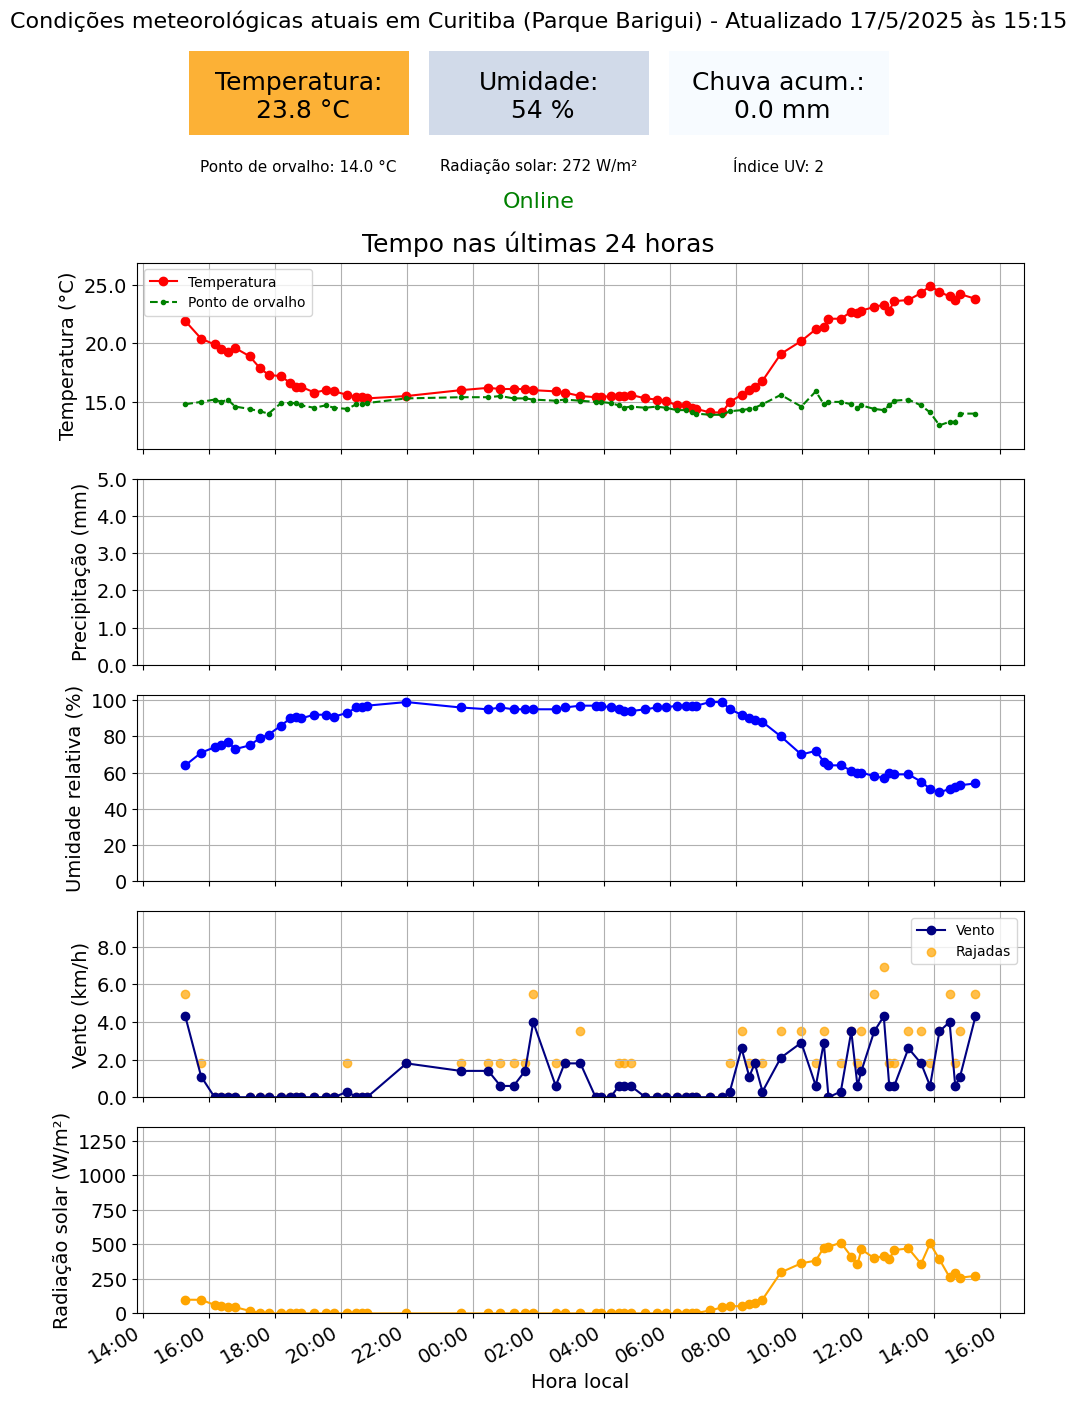 Condições meteorológicas atuais em Curitiba (Parque Barigui) - Atualizado 17/5/2025 às 15:15
Temperatura:
23.8 °C
Umidade:
54 %
Chuva acum.:
0.0 mm
Ponto de orvalho: 14.0 °C
Radiação solar: 272 W/m²
Índice UV: 2
Online
Tempo nas últimas 24 horas
Temperatura (°C)
25.0
20.0
15.0
Temperatura
Ponto de orvalho
Precipitação (mm)
5.0
4.0
3.0
2.0
1.0
0.0
Umidade relativa (%)
100
80
60
40
20
0
Vento (km/h)
8.0
6.0
4.0
2.0
0.0
Vento
Rajadas
Radiação solar (W/m²)
1250
1000
750
500
250
0
14:00
16:00
18:00
20:00
22:00
00:00
02:00
04:00
06:00
08:00
10:00
12:00
14:00
16:00
Hora local